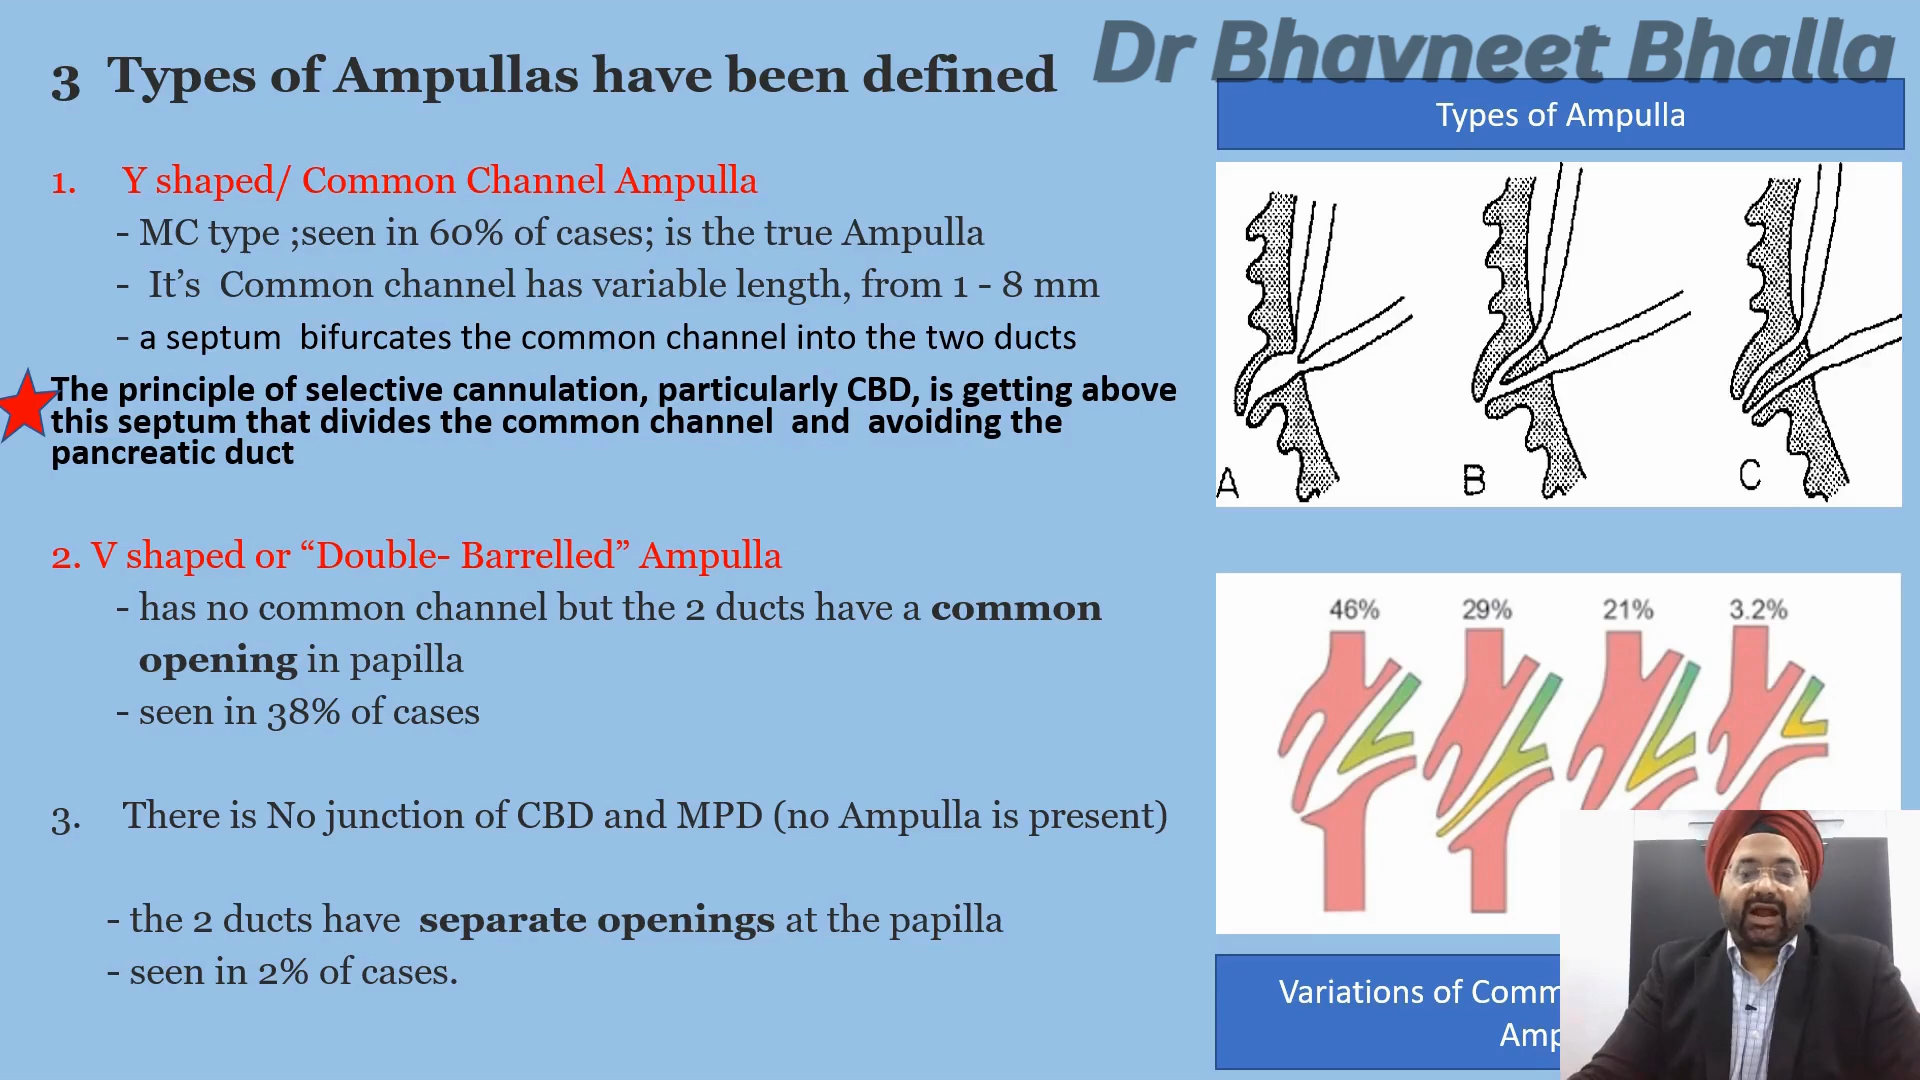 Dr Bhavneet Bhalla
3 Types of Ampullas have been defined
1. Y shaped/ Common Channel Ampulla
- MC type ;seen in 60% of cases; is the true Ampulla
- It’s Common channel has variable length, from 1 - 8 mm
- a septum bifurcates the common channel into the two ducts
The principle of selective cannulation, particularly CBD, is getting above
this septum that divides the common channel and avoiding the
pancreatic duct
2. V shaped or “Double- Barrelled” Ampulla
- has no common channel but the 2 ducts have a common
opening in papilla
- seen in 38% of cases
3. There is No junction of CBD and MPD (no Ampulla is present)
- the 2 ducts have separate openings at the papilla
- seen in 2% of cases.
Types of Ampulla
A B C
46% 29% 21% 3.2%
Variations of